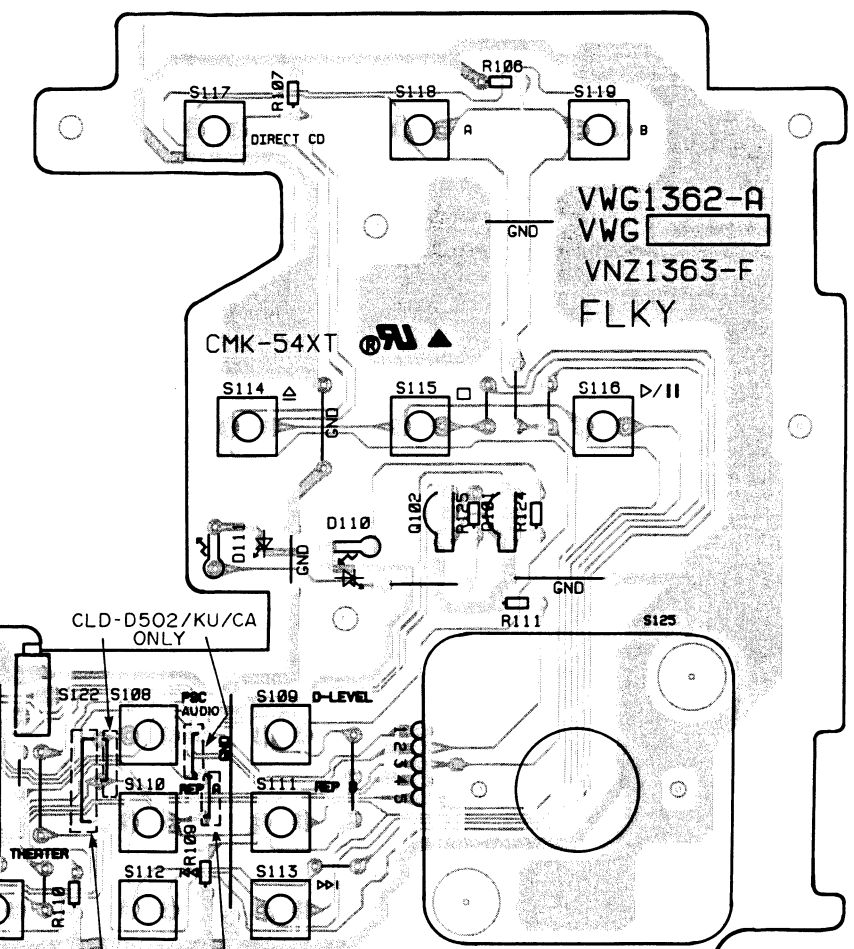 R106
S117
R107
S118
S119
DIRECT CD
A
B
VWG1362-A
GND
VWG
VNZ1363-F
FLKY
CMK-54XT ®
S114
GND
S115
S116
Q102
R125
R124
D111
GND
D110
GND
CLD-D502/KU/CA
ONLY
R111
S125
S122
S108
AUDIO
GND
S109
D-LEVEL
1
2
3
4
5
S110
REP A
S111
REP B
THEATER
R109
S112
S113
R110